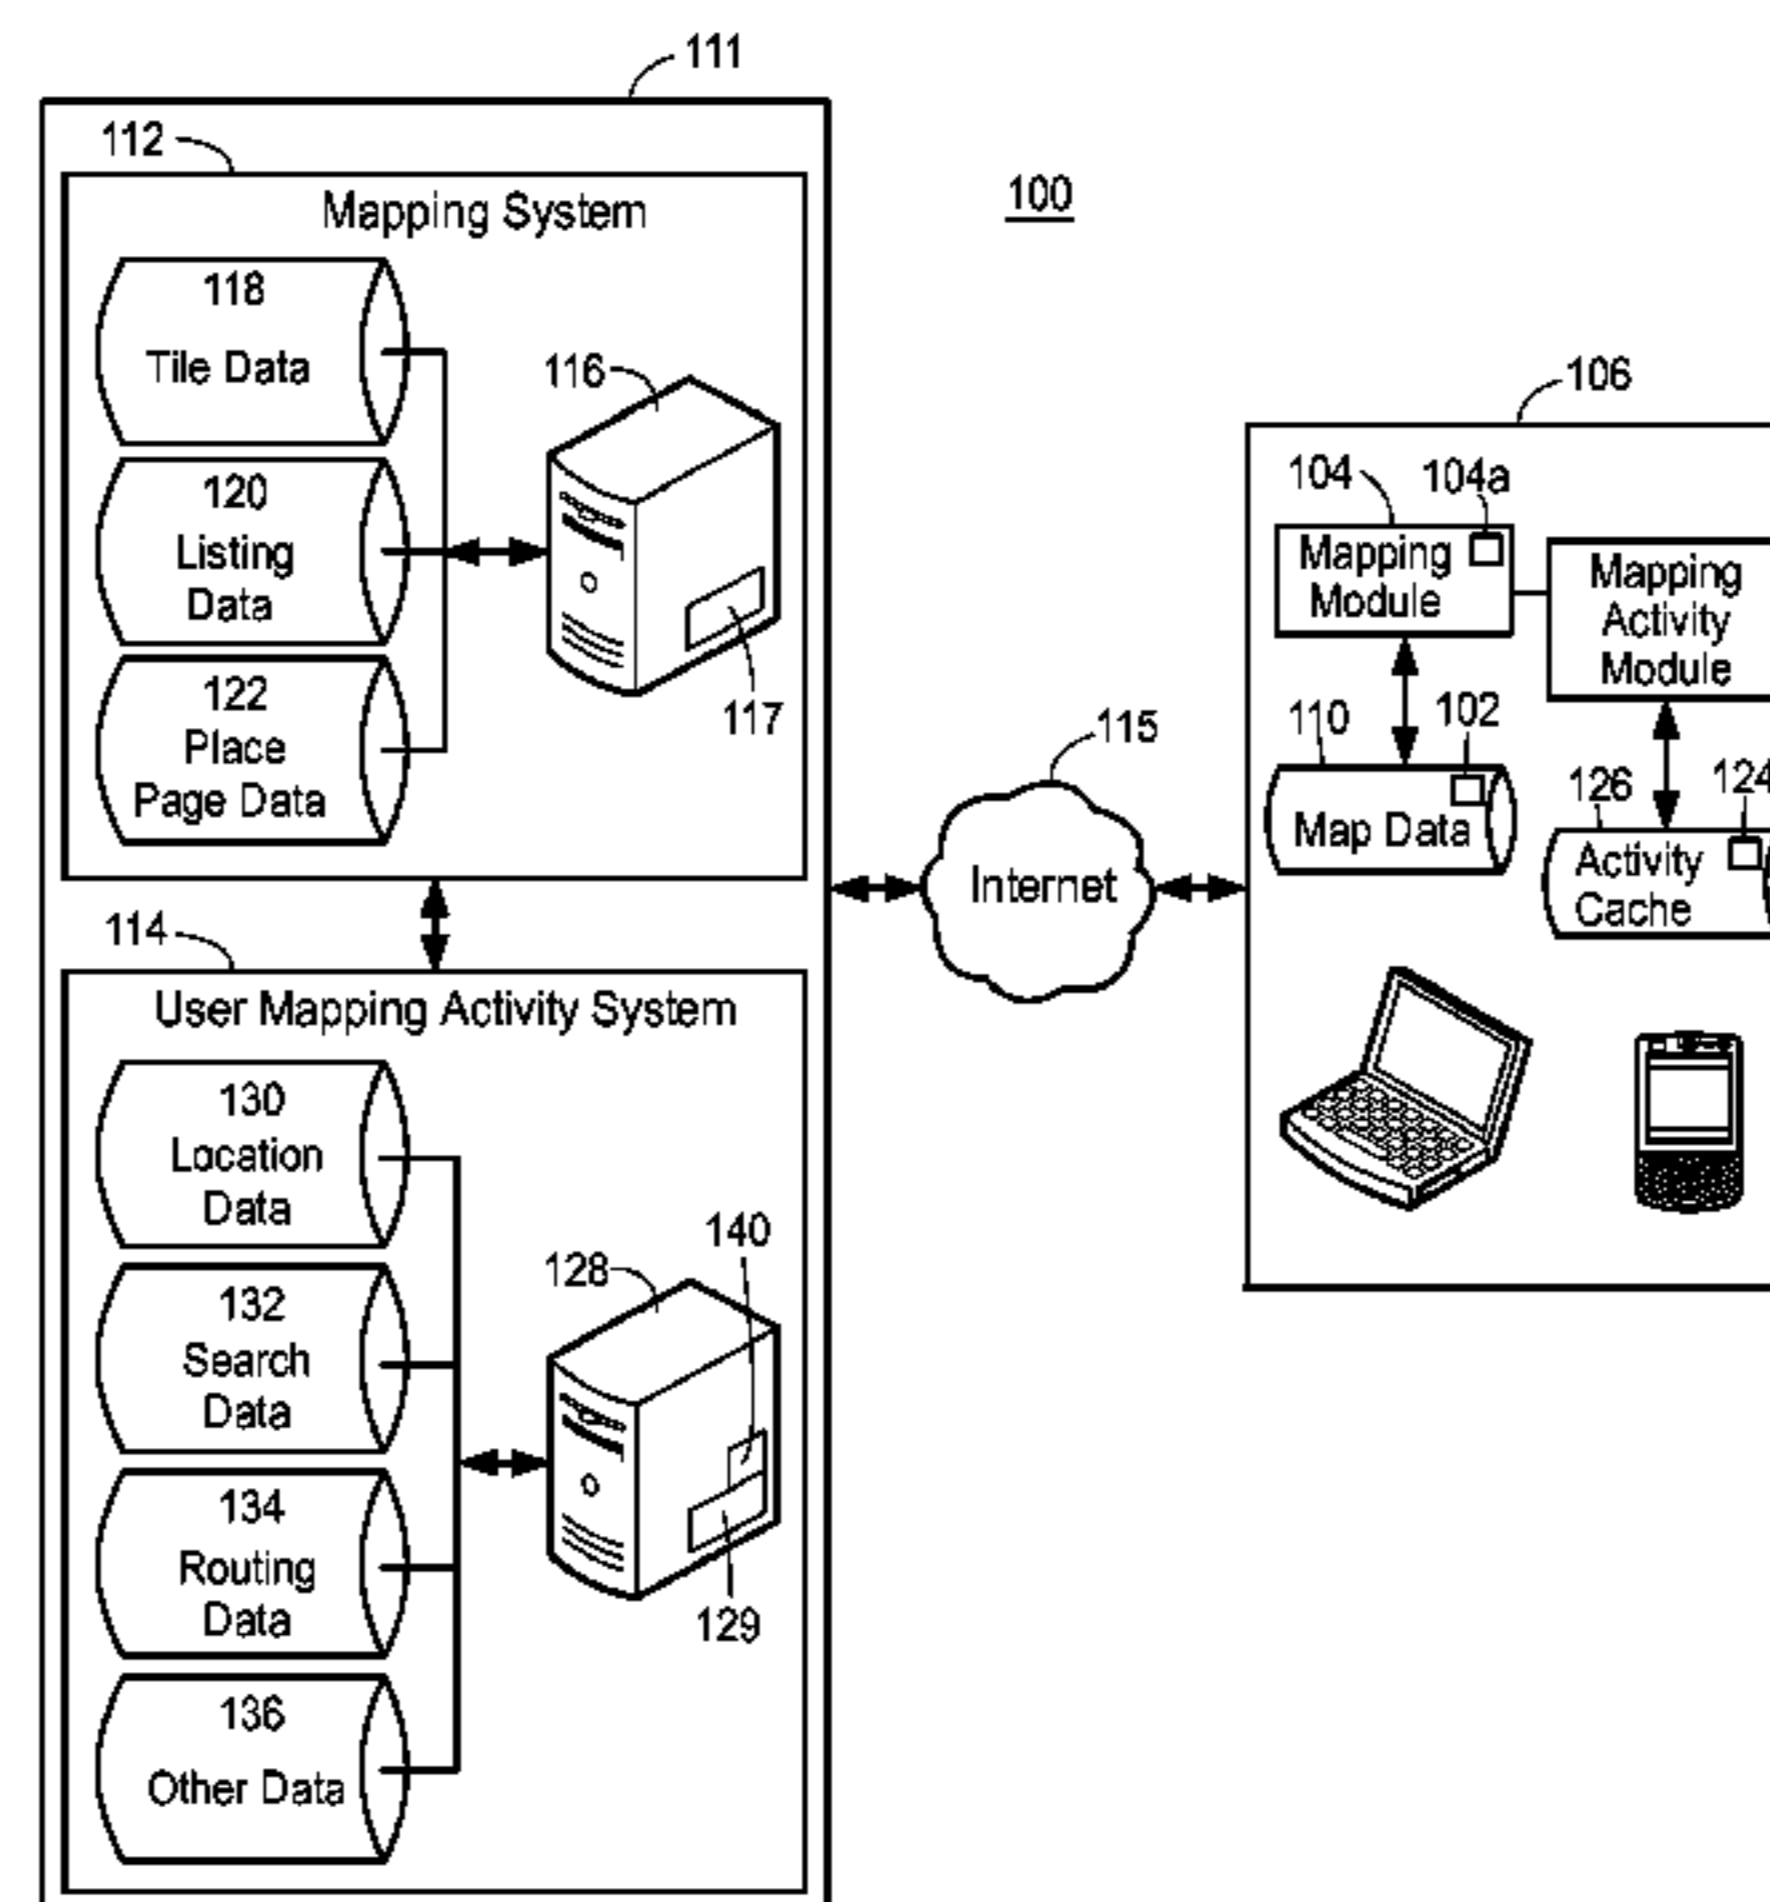 111
112
100
Mapping System
118
Tile Data
116
120
Listing
Data
117
122
Place
Page Data
106
104
104a
Mapping
Module
Mapping
Activity
Module
110
102
126
124
Map Data
Activity
Cache
115
Internet
114
User Mapping Activity System
130
Location
Data
140
128
132
Search
Data
134
Routing
Data
129
136
Other Data